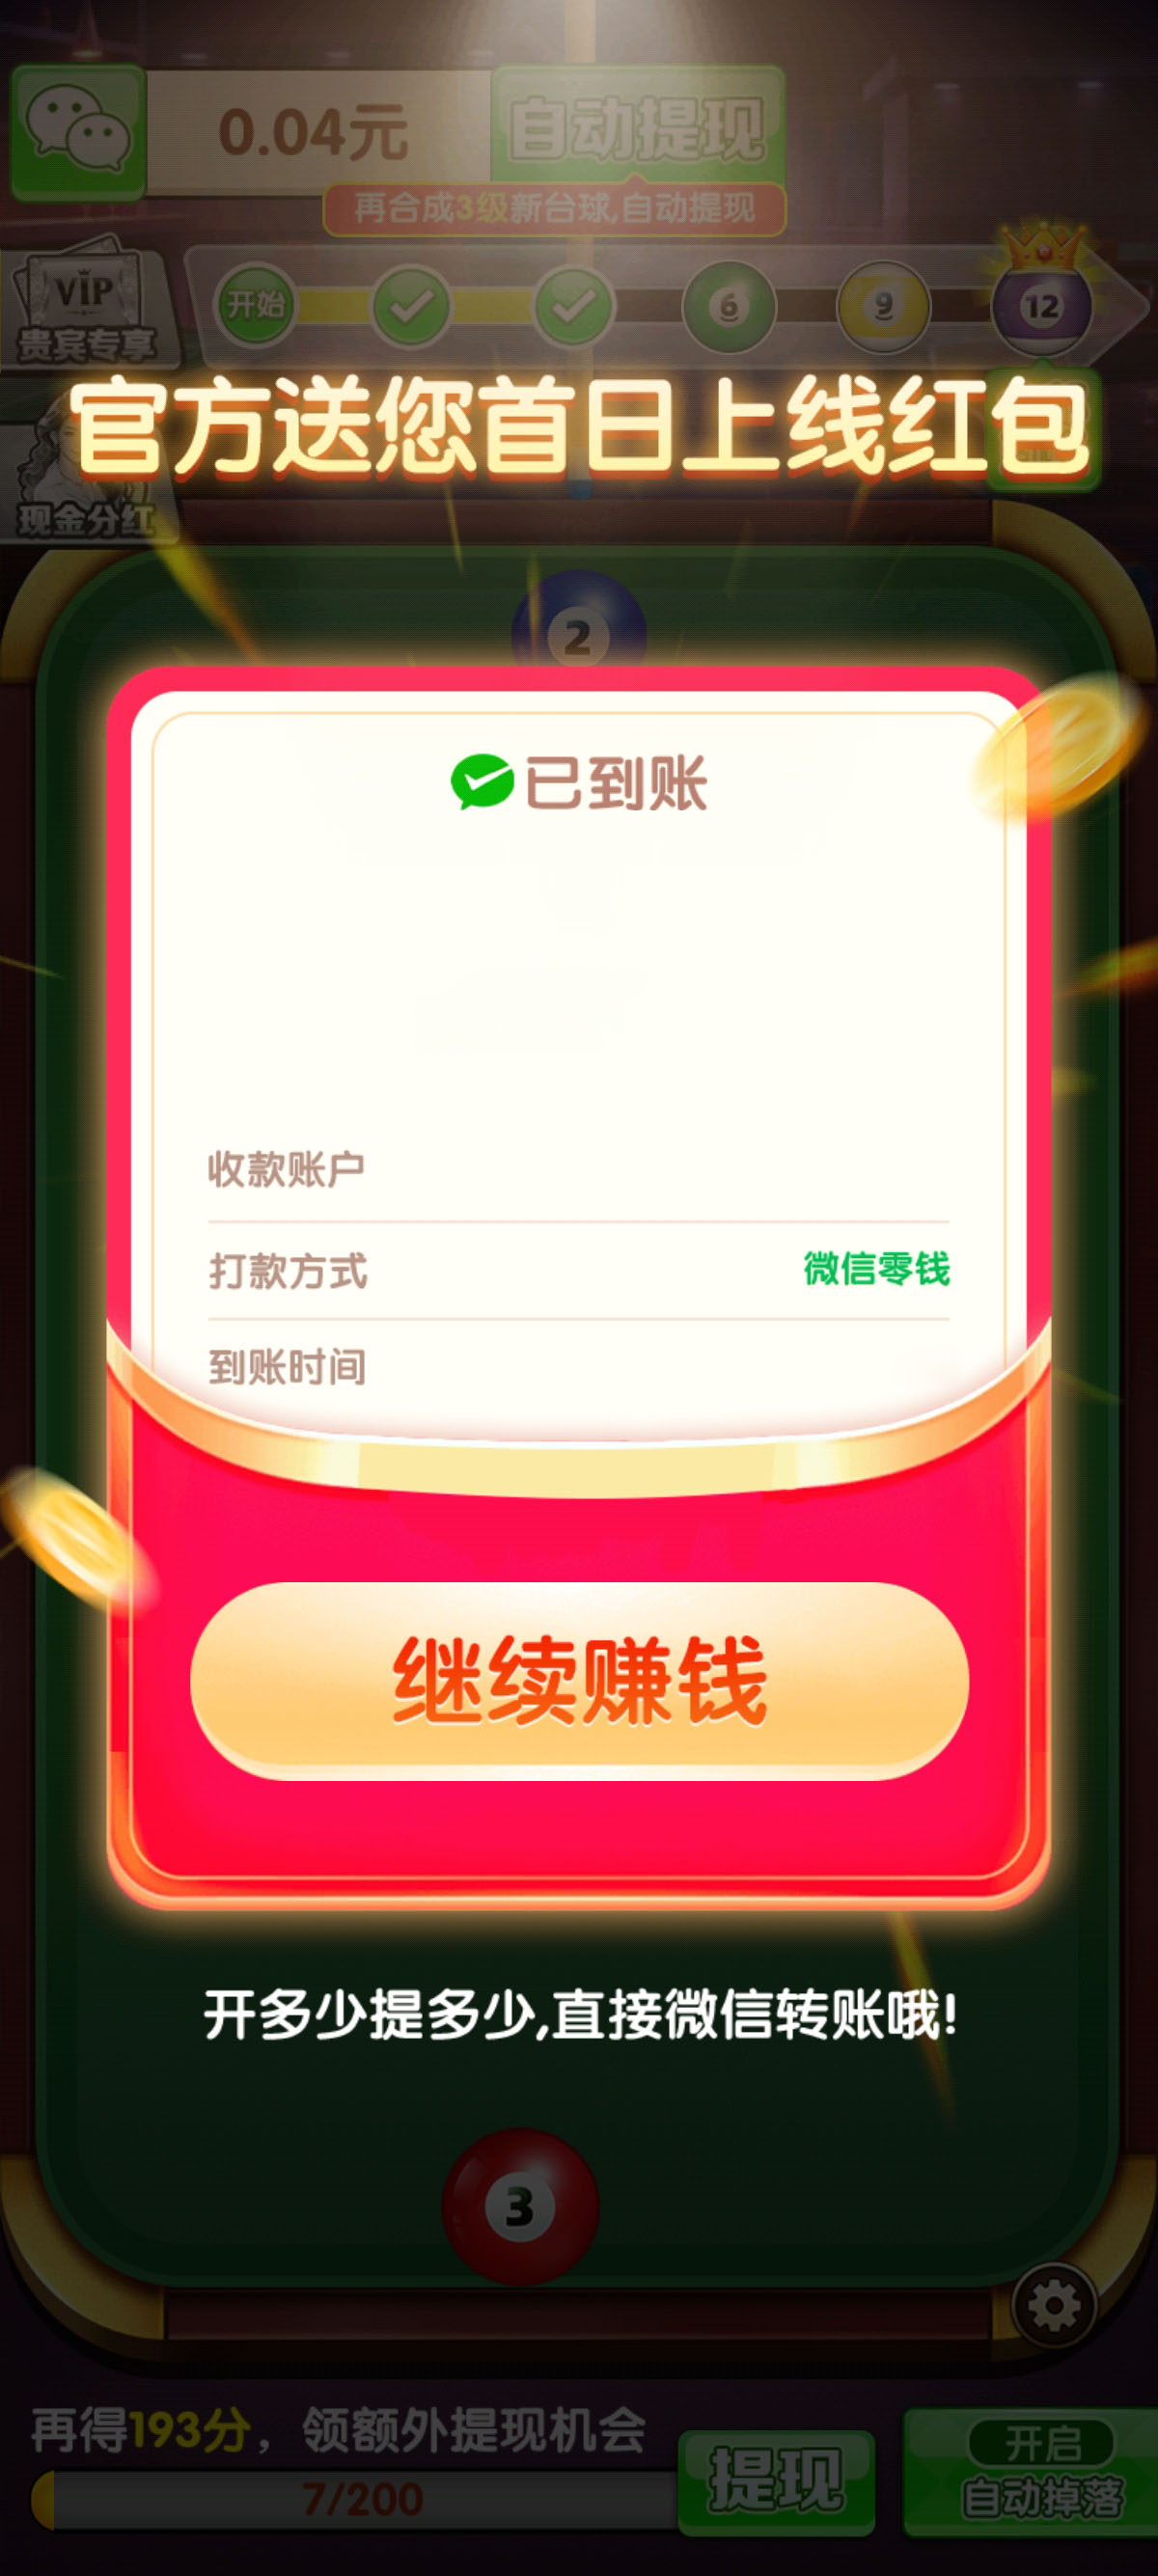 0.04元
自动提现
再合成3级新台球,自动提现
VIP
贵宾专享
开始
6
9
12
官方送您首日上线红包
现金分红
2
已到账
收款账户
打款方式
微信零钱
到账时间
继续赚钱
开多少提多少,直接微信转账哦!
3
再得193分，领额外提现机会
7/200
提现
开启
自动掉落